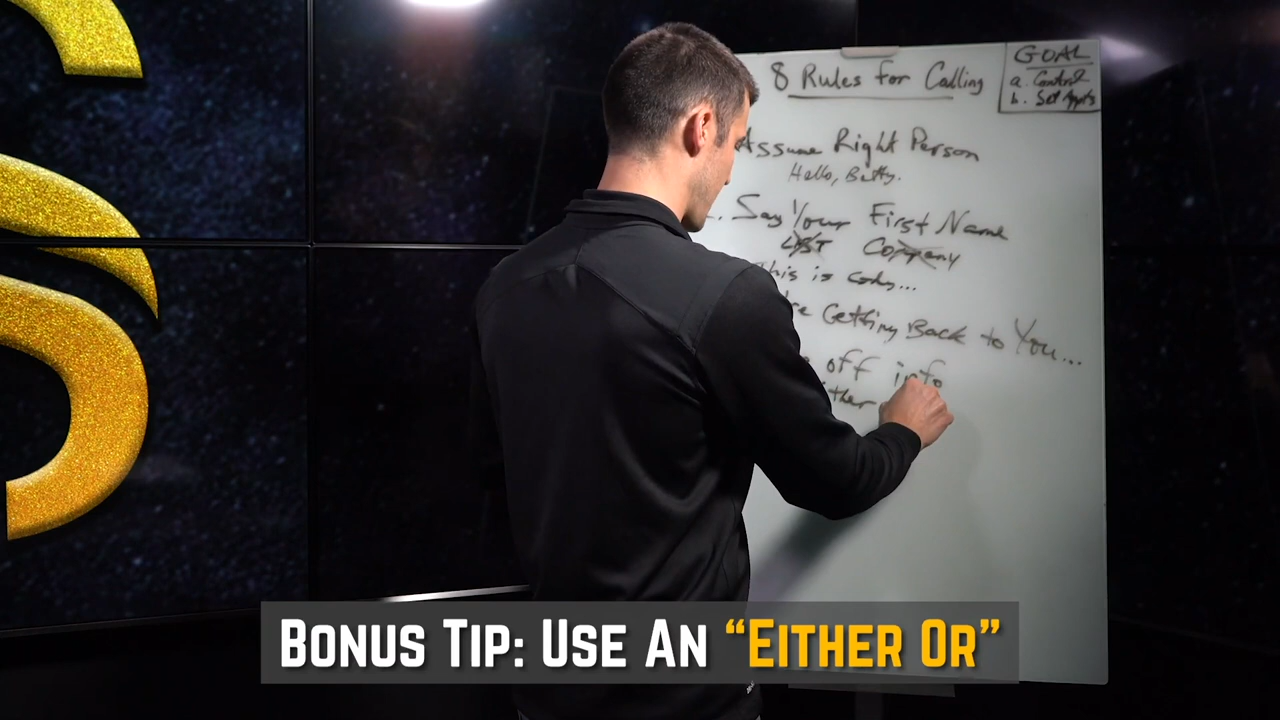 8 Rules for Calling
GOAL
a. Control
b. Set Appts
Assume Right Person
Hello, Betty.
. Say Your First Name
LAST Company
This is Cody...
Getting Back to You...
off info
BONUS TIP: USE AN “EITHER OR”